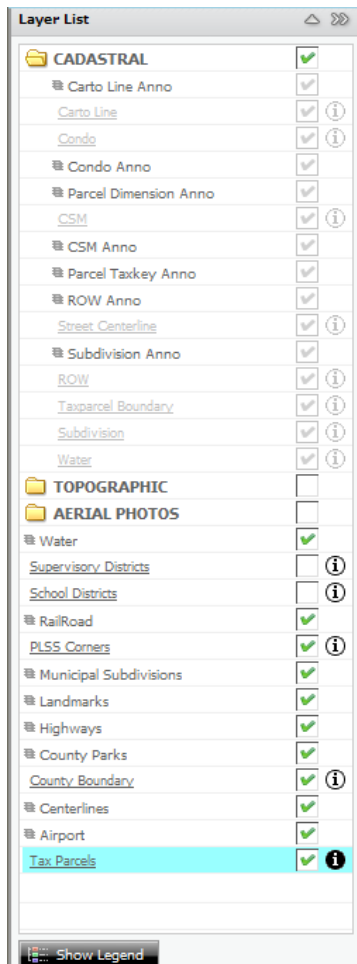 Layer List
CADASTRAL
Carto Line Anno
Carto Line
Condo
Condo Anno
Parcel Dimension Anno
CSM
CSM Anno
Parcel Taxkey Anno
ROW Anno
Street Centerline
Subdivision Anno
ROW
Taxparcel Boundary
Subdivision
Water
TOPOGRAPHIC
AERIAL PHOTOS
Water
Supervisory Districts
School Districts
RailRoad
PLSS Corners
Municipal Subdivisions
Landmarks
Highways
County Parks
County Boundary
Centerlines
Airport
Tax Parcels
Show Legend